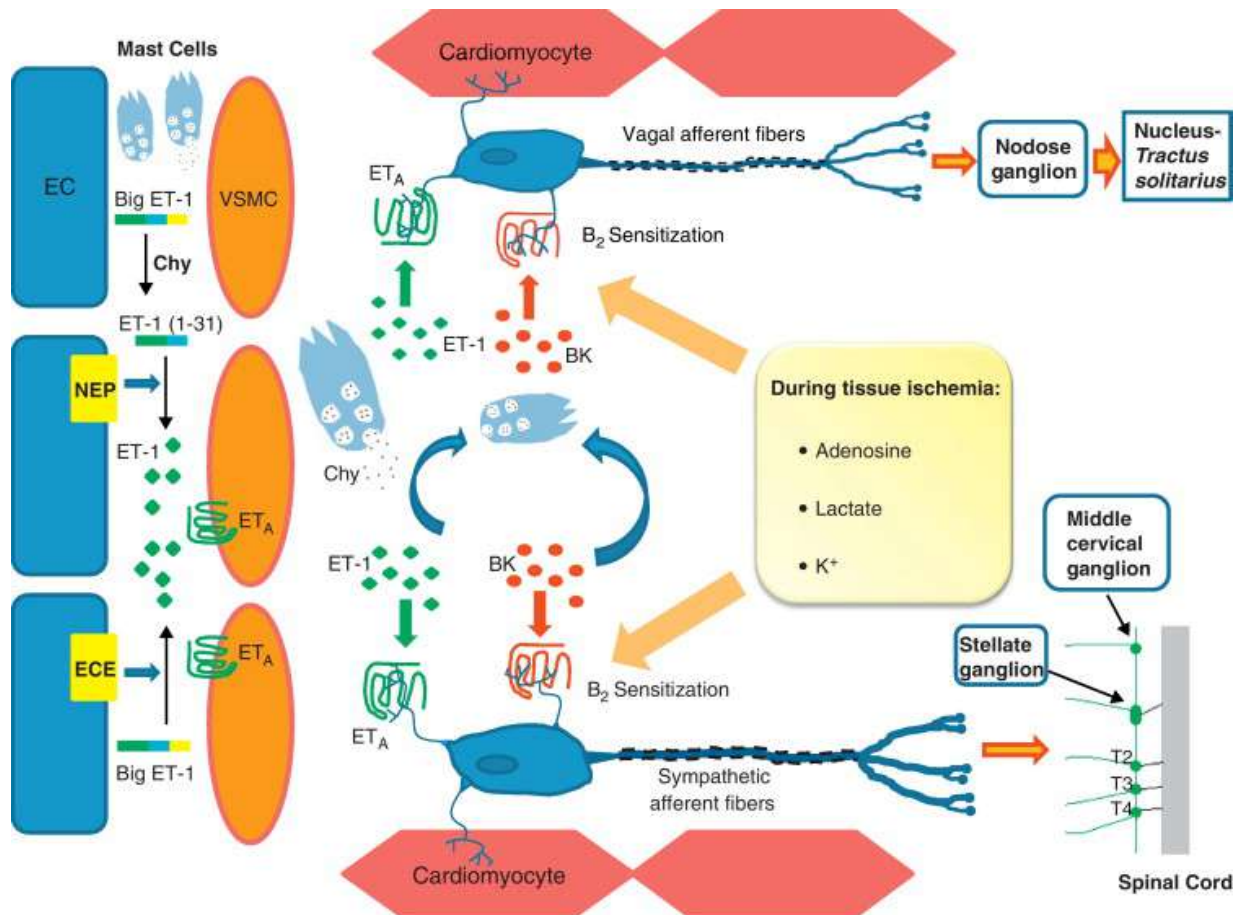 Mast Cells
EC
Big ET-1
VSMC
Chy
ET-1 (1-31)
NEP
ET-1
ETA
ECE
ETA
Big ET-1
Cardiomyocyte
Vagal afferent fibers
Nodose
ganglion
Nucleus-
Tractus
solitarius
ETA
B2 Sensitization
ET-1
BK
Chy
ET-1
BK
ETA
B2 Sensitization
Sympathetic
afferent fibers
Cardiomyocyte
During tissue ischemia:
• Adenosine
• Lactate
• K+
Middle
cervical
ganglion
Stellate
ganglion
T2
T3
T4
Spinal Cord